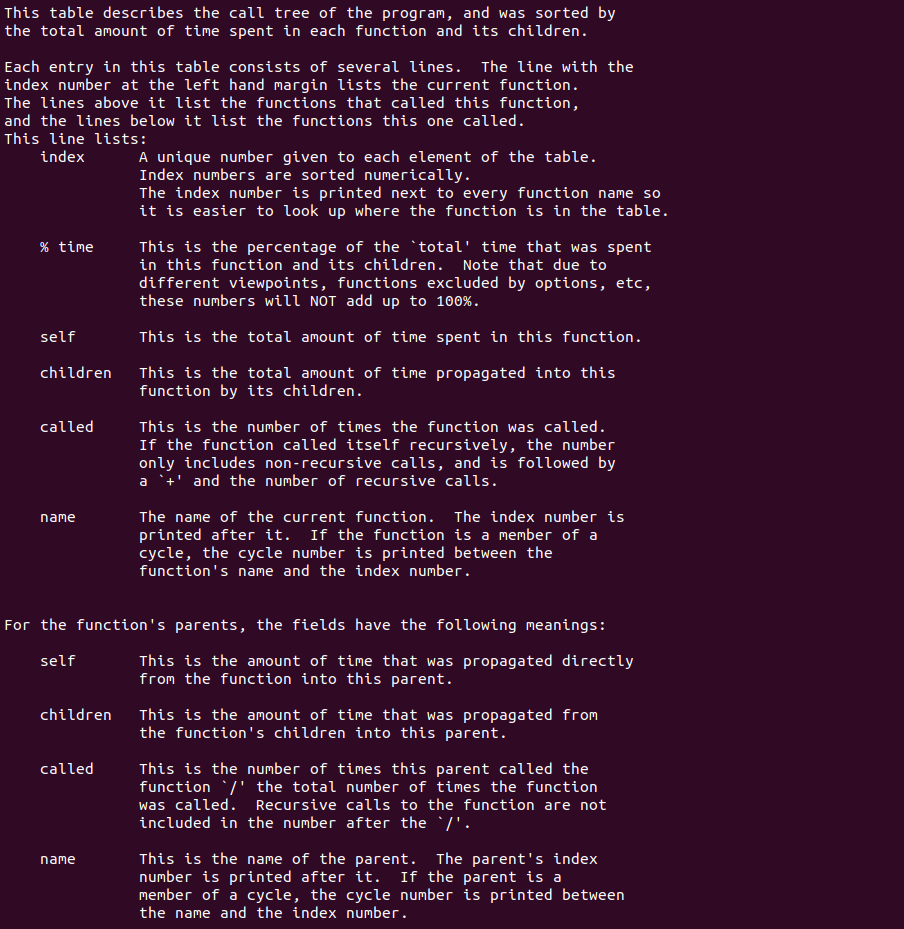 This table describes the call tree of the program, and was sorted by
the total amount of time spent in each function and its children.
Each entry in this table consists of several lines.  The line with the
index number at the left hand margin lists the current function.
The lines above it list the functions that called this function,
and the lines below it list the functions this one called.
This line lists:
index A unique number given to each element of the table.
Index numbers are sorted numerically.
The index number is printed next to every function name so
it is easier to look up where the function is in the table.
% time This is the percentage of the `total' time that was spent
in this function and its children.  Note that due to
different viewpoints, functions excluded by options, etc,
these numbers will NOT add up to 100%.
self This is the total amount of time spent in this function.
children This is the total amount of time propagated into this
function by its children.
called This is the number of times the function was called.
If the function called itself recursively, the number
only includes non-recursive calls, and is followed by
a `+' and the number of recursive calls.
name The name of the current function.  The index number is
printed after it.  If the function is a member of a
cycle, the cycle number is printed between the
function's name and the index number.
For the function's parents, the fields have the following meanings:
self This is the amount of time that was propagated directly
from the function into this parent.
children This is the amount of time that was propagated from
the function's children into this parent.
called This is the number of times this parent called the
function `/' the total number of times the function
was called.  Recursive calls to the function are not
included in the number after the `/'.
name This is the name of the parent.  The parent's index
number is printed after it.  If the parent is a
member of a cycle, the cycle number is printed between
the name and the index number.